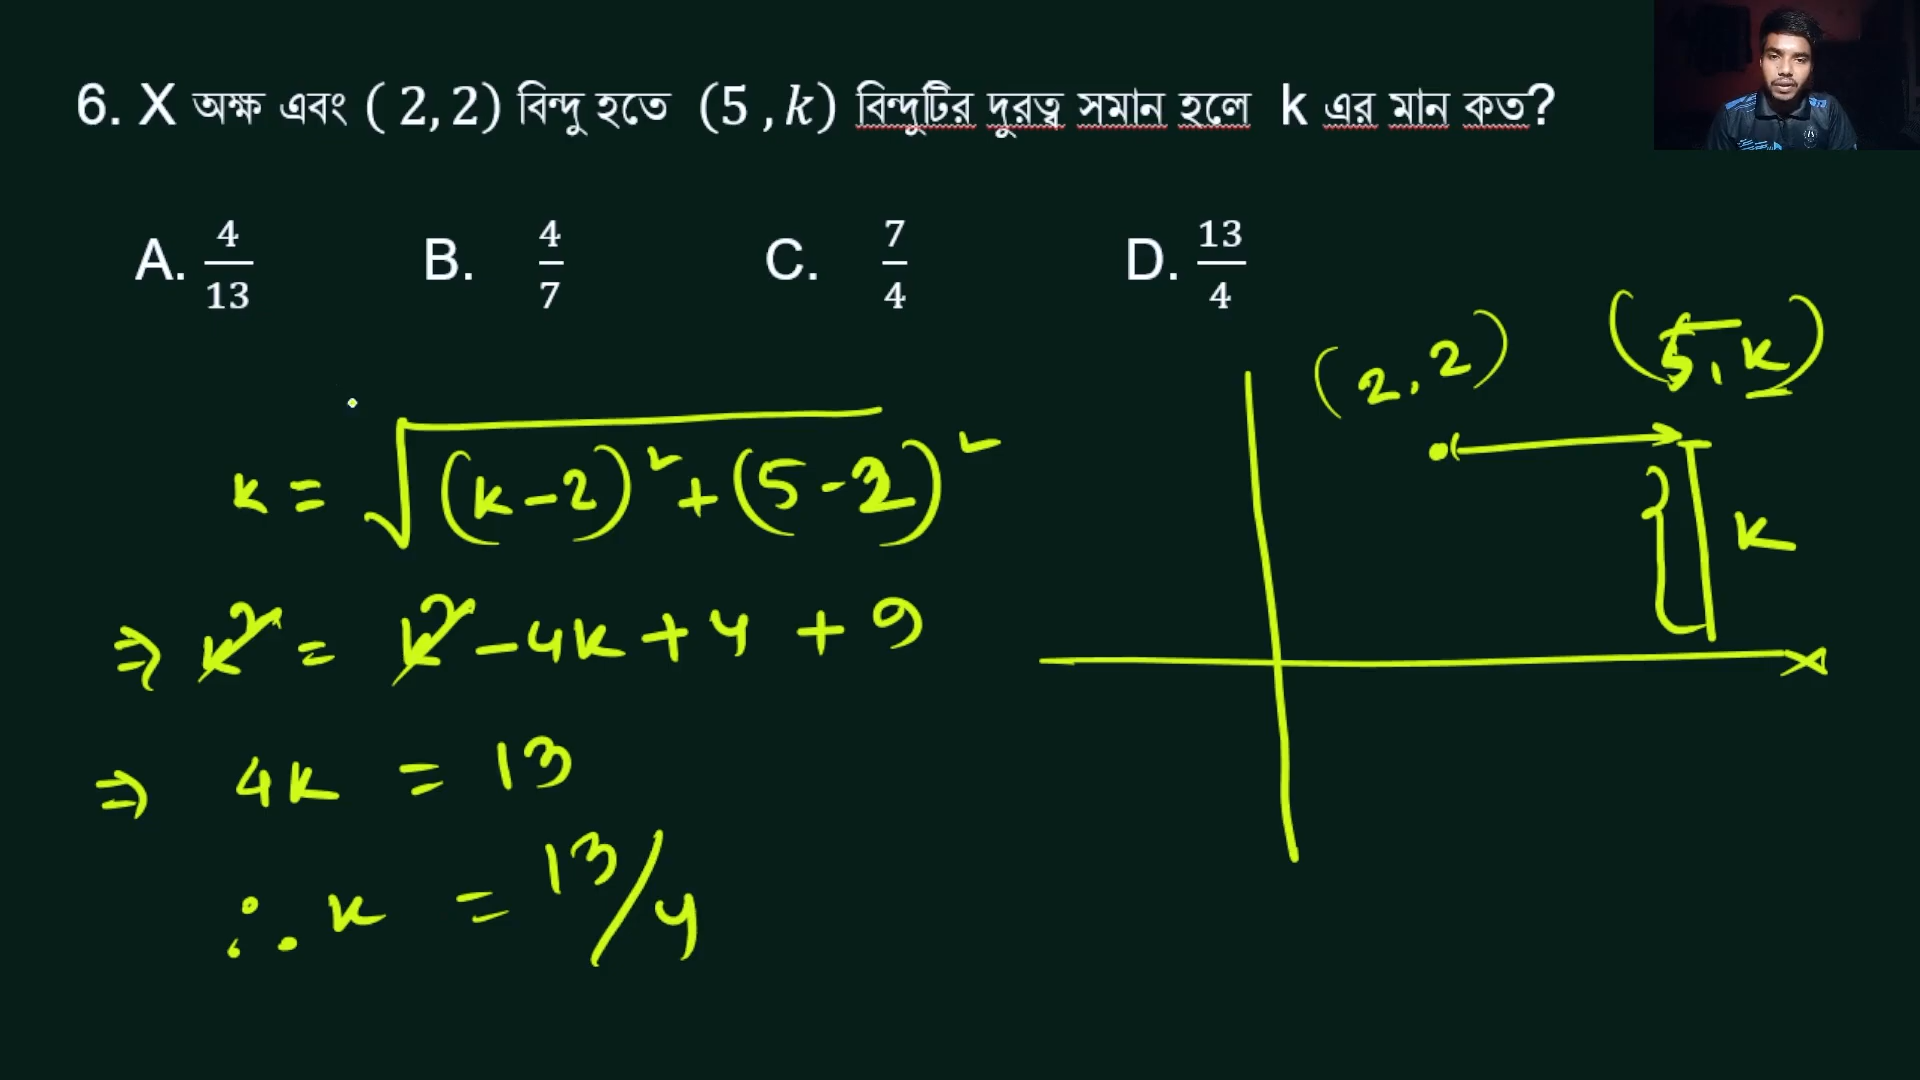 6. X অক্ষ এবং ( 2, 2) বিন্দু হতে (5 , k) বিন্দুটির দুরত্ব সমান হলে k এর মান কত?
A. 4/13 B. 4/7 C. 7/4 D. 13/4
(2, 2) (5, k)
k = √(k-2)² + (5-2)²
k
⇒ k² = k² - 4k + 4 + 9
x
⇒ 4k = 13
∴ k = 13/4